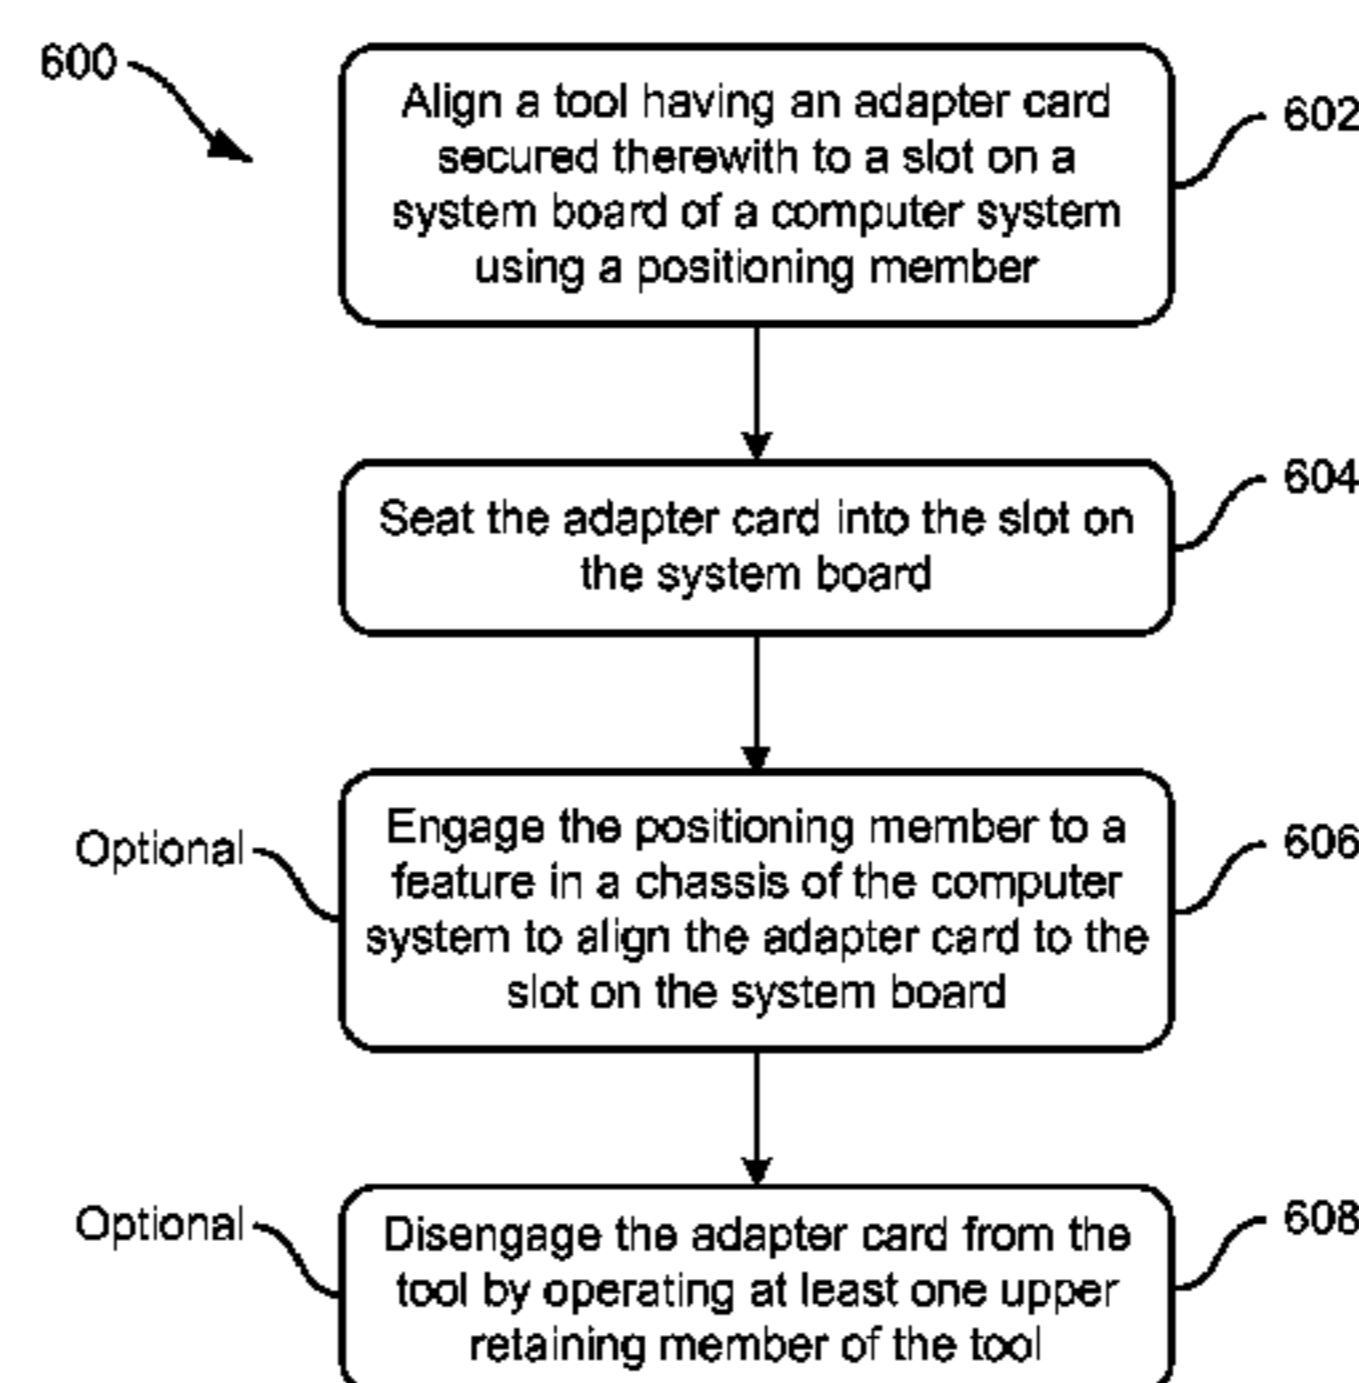 600
Align a tool having an adapter card
secured therewith to a slot on a
system board of a computer system
using a positioning member
602
Seat the adapter card into the slot on
the system board
604
Optional
Engage the positioning member to a
feature in a chassis of the computer
system to align the adapter card to the
slot on the system board
606
Optional
Disengage the adapter card from the
tool by operating at least one upper
retaining member of the tool
608